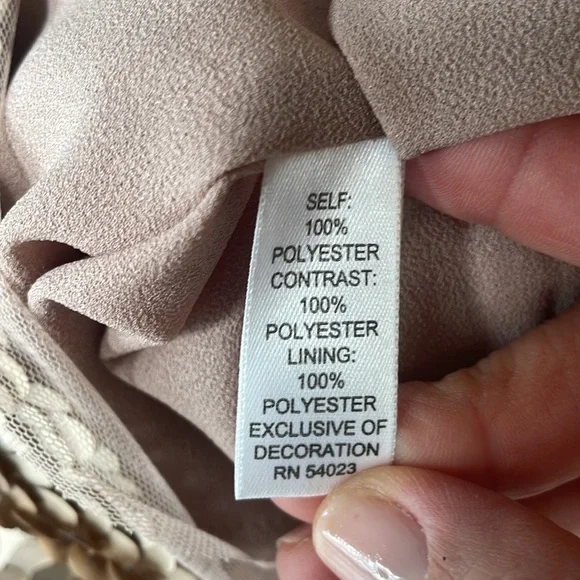 SELF:
100%
POLYESTER
CONTRAST:
100%
POLYESTER
LINING:
100%
POLYESTER
EXCLUSIVE OF
DECORATION
RN 54023